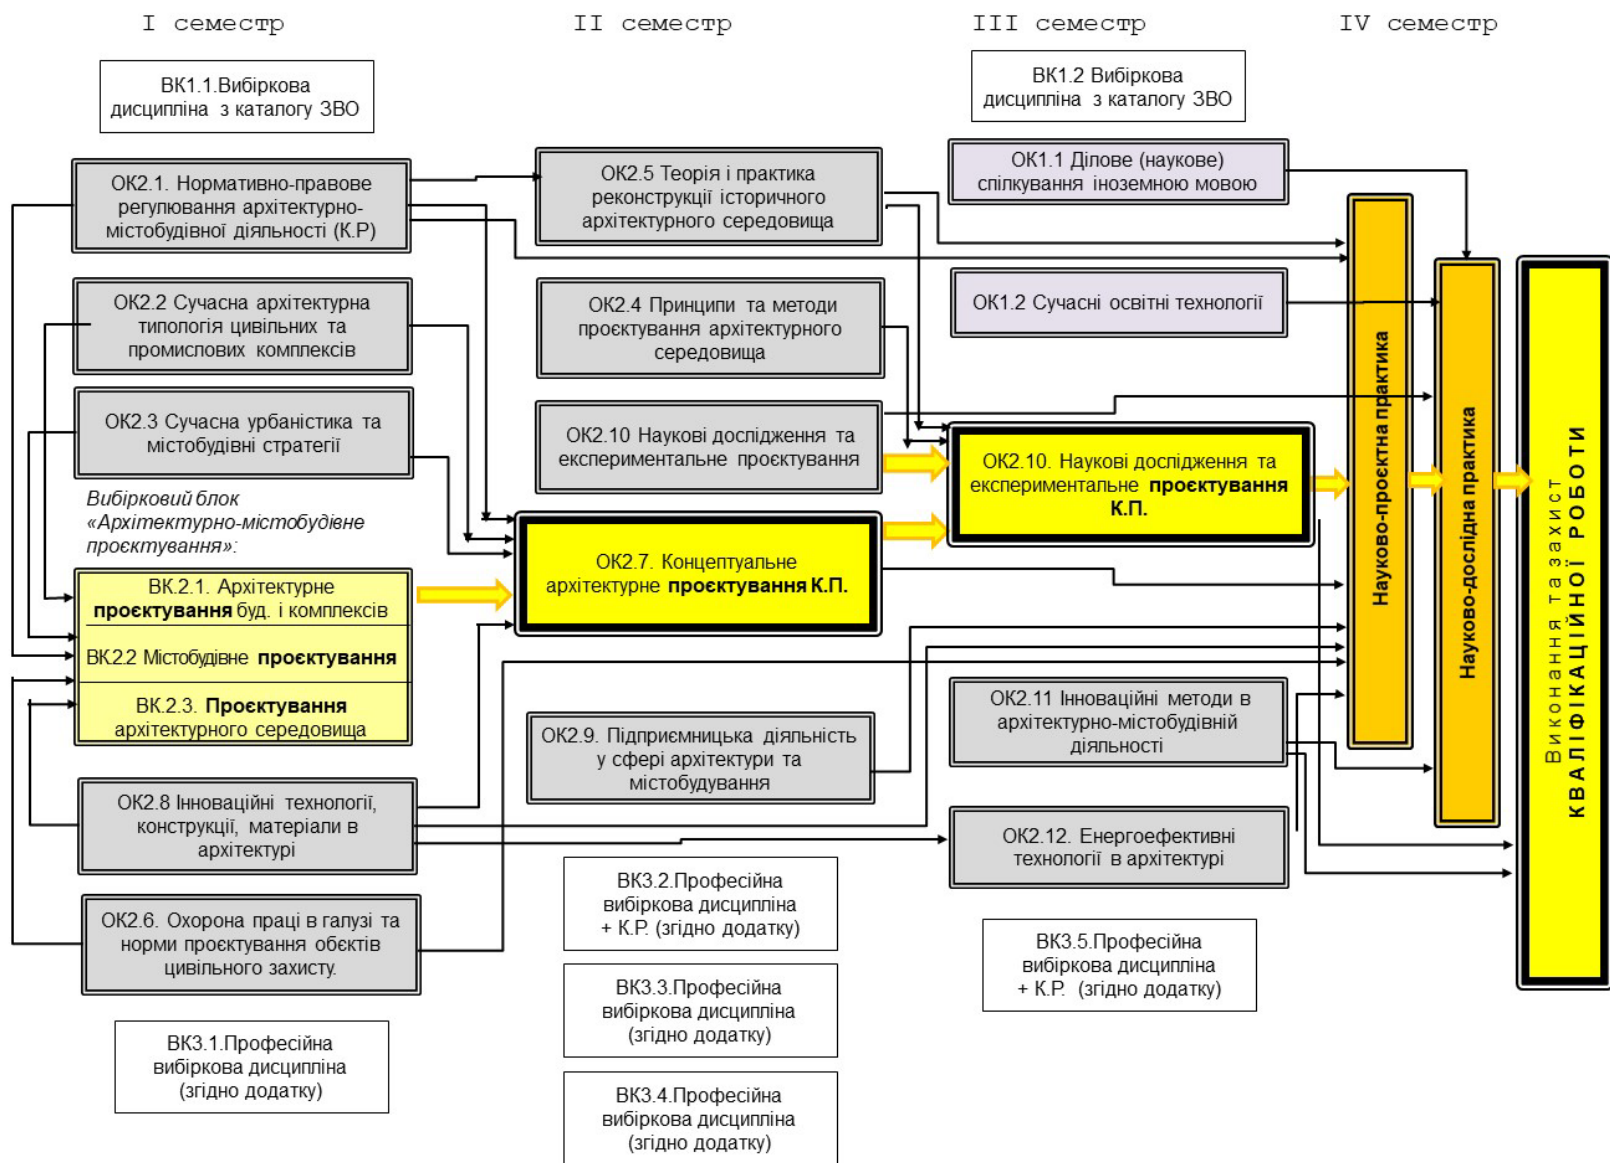 I семестр
II семестр
III семестр
IV семестр
ВК1.1.Вибіркова
дисципліна з каталогу ЗВО
ОК2.1. Нормативно-правове
регулювання архітектурно-
містобудівної діяльності (К.Р)
ОК2.2 Сучасна архітектурна
типологія цивільних та
промислових комплексів
ОК2.3 Сучасна урбаністика та
містобудівні стратегії
Вибірковий блок
«Архітектурно-містобудівне
проєктування»:
ВК.2.1. Архітектурне
проєктування буд. і комплексів
ВК.2.2 Містобудівне проєктування
ВК.2.3. Проєктування
архітектурного середовища
ОК2.8 Інноваційні технології,
конструкції, матеріали в
архітектурі
ОК2.6. Охорона праці в галузі та
норми проєктування обєктів
цивільного захисту.
ВК3.1.Професійна
вибіркова дисципліна
(згідно додатку)
ОК2.5 Теорія і практика
реконструкції історичного
архітектурного середовища
ОК2.4 Принципи та методи
проєктування архітектурного
середовища
ОК2.10 Наукові дослідження та
експериментальне проєктування
ОК2.7. Концептуальне
архітектурне проєктування К.П.
ОК2.9. Підприємницька діяльність
у сфері архітектури та
містобудування
ВК3.2.Професійна
вибіркова дисципліна
+ К.Р. (згідно додатку)
ВК3.3.Професійна
вибіркова дисципліна
(згідно додатку)
ВК3.4.Професійна
вибіркова дисципліна
(згідно додатку)
ВК1.2 Вибіркова
дисципліна з каталогу ЗВО
ОК1.1 Ділове (наукове)
спілкування іноземною мовою
ОК1.2 Сучасні освітні технології
ОК2.10. Наукові дослідження та
експериментальне проєктування
К.П.
ОК2.11 Інноваційні методи в
архітектурно-містобудівній
діяльності
ОК2.12. Енергоефективні
технології в архітектурі
ВК3.5.Професійна
вибіркова дисципліна
+ К.Р. (згідно додатку)
Науково-проєктна практика
Науково-дослідна практика
Виконання та захист
КВАЛІФІКАЦІЙНОЇ РОБОТИ